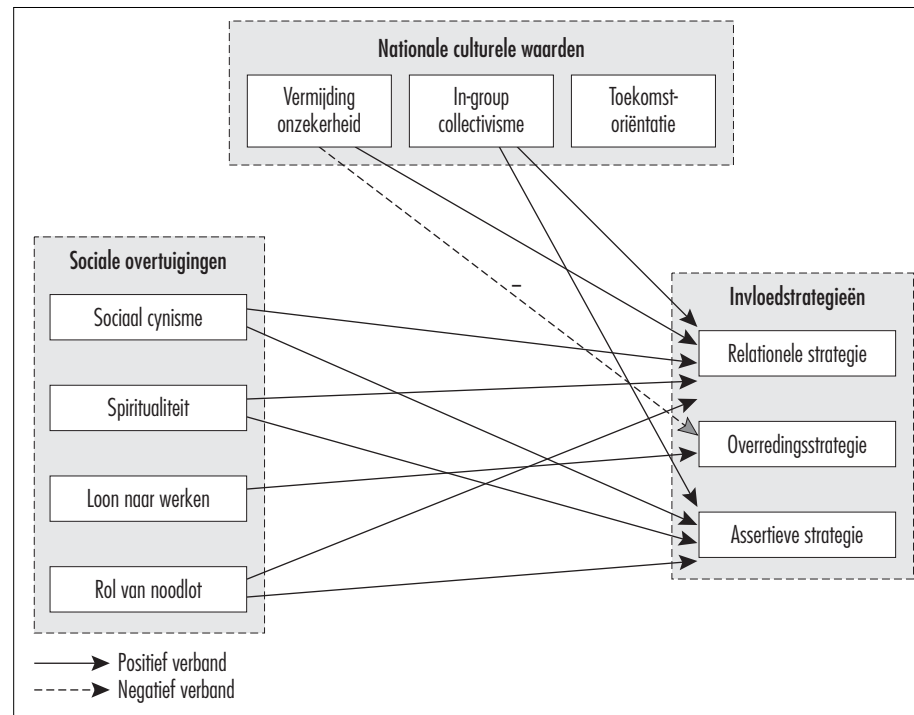 Nationale culturele waarden
Vermijding
onzekerheid
In-group
collectivisme
Toekomst-
oriëntatie
Sociale overtuigingen
Sociaal cynisme
Spiritualiteit
Loon naar werken
Rol van noodlot
–
Invloedstrategieën
Relationele strategie
Overredingsstrategie
Assertieve strategie
Positief verband
Negatief verband